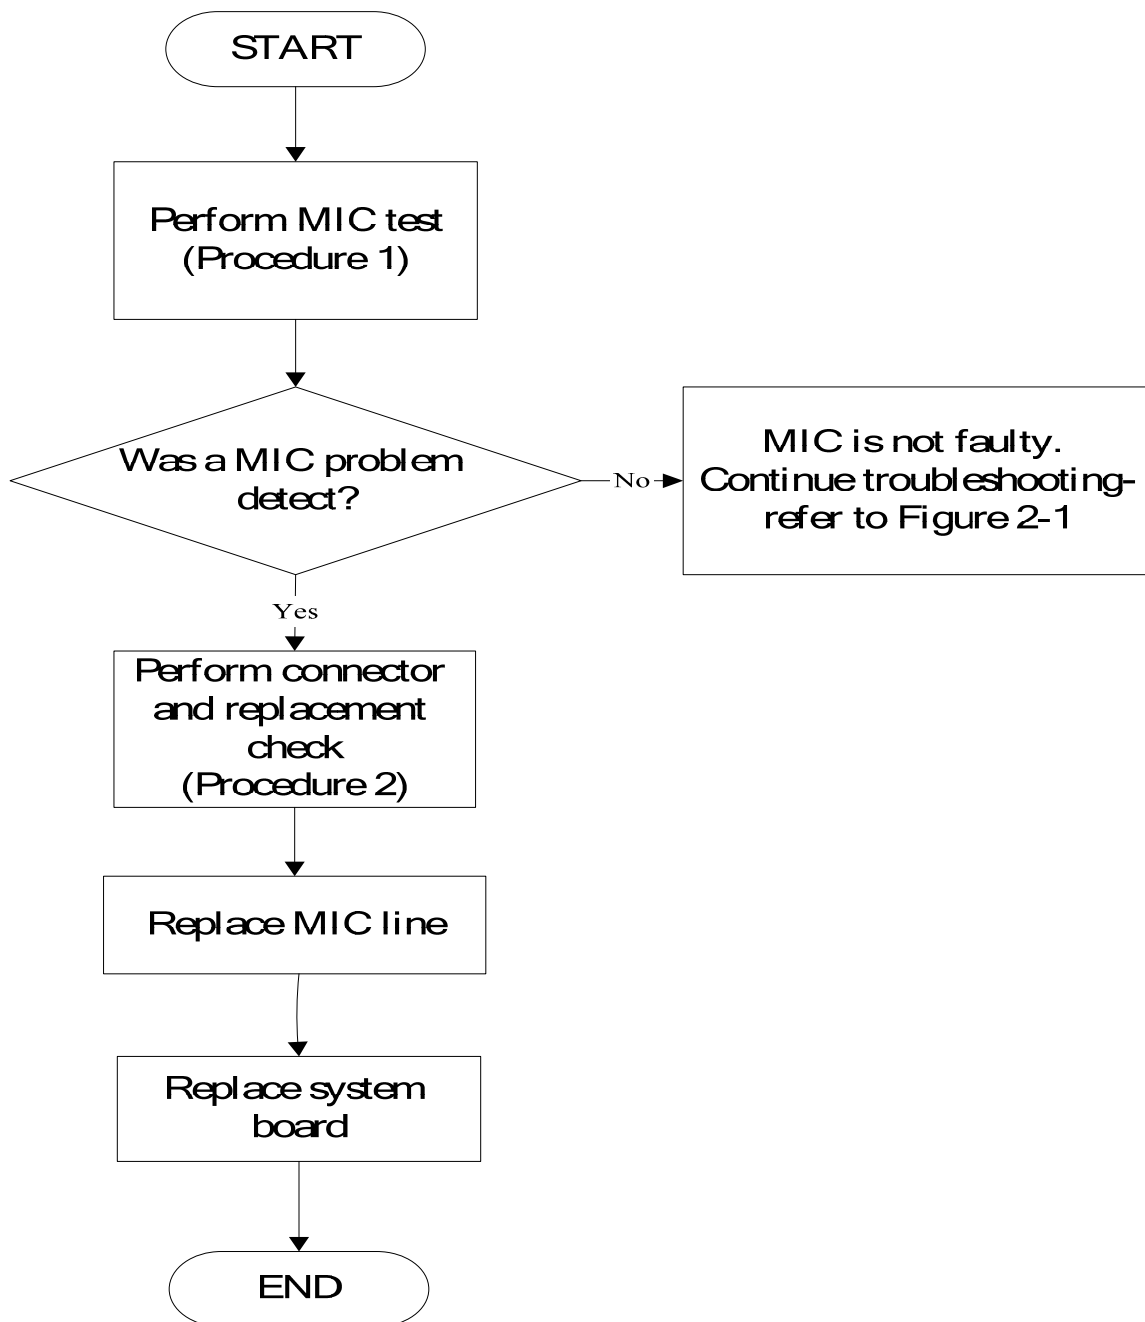 START
Perform MIC test
(Procedure 1)
Was a MIC problem
detect?
No
MIC is not faulty.
Continue troubleshooting-
refer to Figure 2-1
Yes
Perform connector
and replacement
check
(Procedure 2)
Replace MIC line
Replace system
board
END